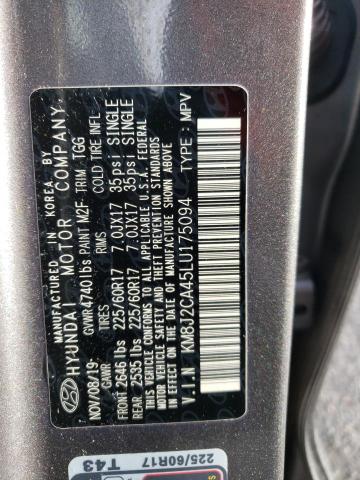 MANUFACTURED IN KOREA BY
HYUNDAI MOTOR COMPANY
NOV/08/19 GVWR4740lbs PAINT M2F- TRIM TGG
TIRES RIMS COLD TIRE INFL.
FRONT 2646 lbs 225/60R17 7.0JX17 35psi SINGLE
REAR 2535 lbs 225/60R17 7.0JX17 35psi SINGLE
THIS VEHICLE CONFORMS TO ALL APPLICABLE U.S.A. FEDERAL
MOTOR VEHICLE SAFETY, BUMPER, AND THEFT PREVENTION STANDARDS
IN EFFECT ON THE DATE OF MANUFACTURE SHOWN ABOVE.
V.I.N KM8J2CA45LU175094 TYPE: MPV
225/60R17
T43